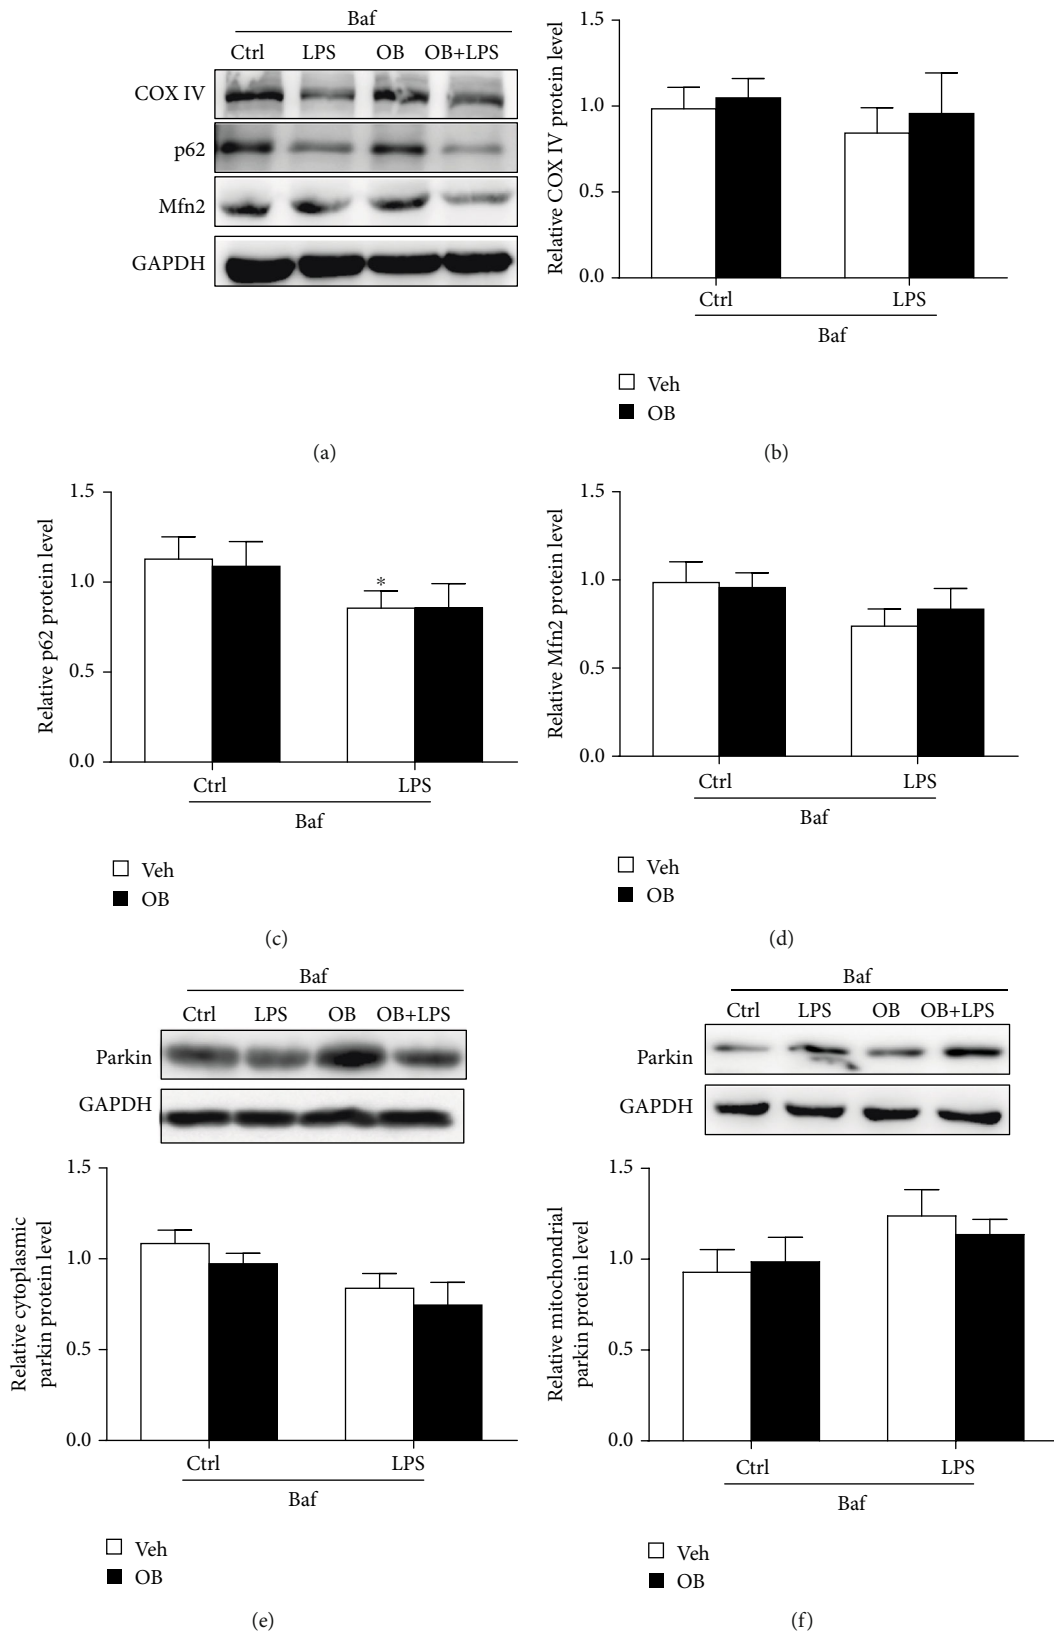 Baf
Ctrl LPS OB OB+LPS
COX IV
p62
Mfn2
GAPDH
(a)
Relative COX IV protein level
1.5
1.0
0.5
0.0
Ctrl LPS
Baf
Veh
OB
(b)
Relative p62 protein level
1.5
1.0
0.5
0.0
*
Ctrl LPS
Baf
Veh
OB
(c)
Relative Mfn2 protein level
1.5
1.0
0.5
0.0
Ctrl LPS
Baf
Veh
OB
(d)
Baf
Ctrl LPS OB OB+LPS
Parkin
GAPDH
Relative cytoplasmic
parkin protein level
1.5
1.0
0.5
0.0
Ctrl LPS
Baf
Veh
OB
(e)
Baf
Ctrl LPS OB OB+LPS
Parkin
GAPDH
Relative mitochondrial
parkin protein level
1.5
1.0
0.5
0.0
Ctrl LPS
Baf
Veh
OB
(f)